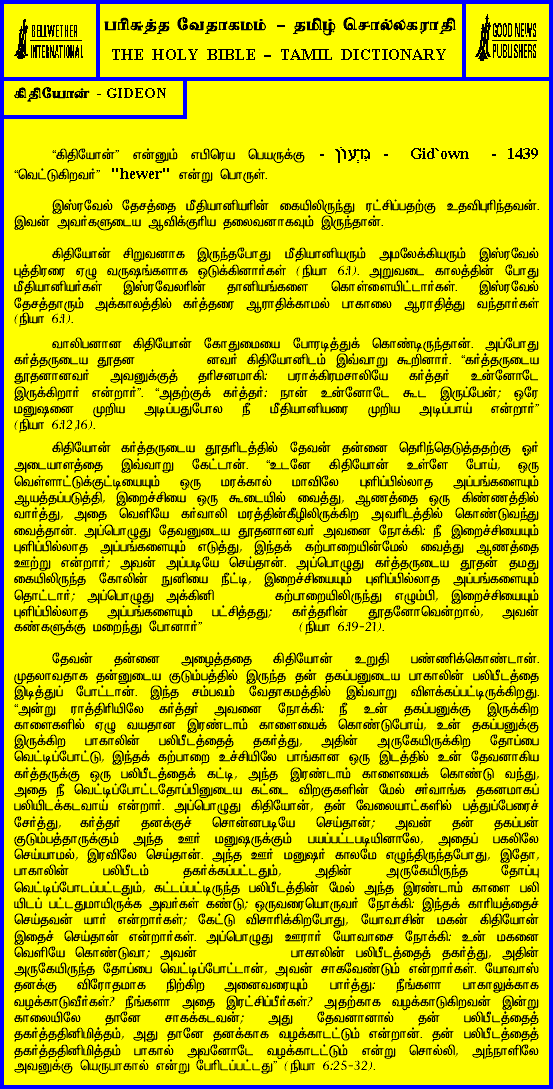 BELLWETHER
INTERNATIONAL
பரிசுத்த வேதாகமம் – தமிழ் சொல்லகராதி
THE HOLY BIBLE – TAMIL DICTIONARY
GOOD NEWS
PUBLISHERS
கிதியோன் - GIDEON
“கிதியோன்” என்னும் எபிரெய பெயருக்கு - גִּדְעוֹן - Gid`own - 1439
“வெட்டுகிறவர்” "hewer" என்று பொருள்.
இஸ்ரவேல் தேசத்தை மீதியானியரின் கையிலிருந்து ரட்சிப்பதற்கு உதவிபுரிந்தவன்.
இவன் அவர்களுடைய ஆவிக்குரிய தலைவனாகவும் இருந்தான்.
கிதியோன் சிறுவனாக இருந்தபோது மீதியானியரும் அமலேக்கியரும் இஸ்ரவேல்
புத்திரரை ஏழு வருஷங்களாக ஒடுக்கினார்கள் (நியா 6:1). அறுவடை காலத்தின் போது
மீதியானியர்கள் இஸ்ரவேலரின் தானியங்களை கொள்ளையிட்டார்கள். இஸ்ரவேல்
தேசத்தாரும் அக்காலத்தில் கர்த்தரை ஆராதிக்காமல் பாகாலை ஆராதித்து வந்தார்கள்
(நியா 6:1).
வாலிபனான கிதியோன் கோதுமையை போரடித்துக் கொண்டிருந்தான். அப்போது
கர்த்தருடைய தூதன னவர் கிதியோனிடம் இவ்வாறு கூறினார். “கர்த்தருடைய
தூதனானவர் அவனுக்குத் தரிசனமாகி: பராக்கிரமசாலியே கர்த்தர் உன்னோடே
இருக்கிறார் என்றார்”. “அதற்குக் கர்த்தர்: நான் உன்னோடே கூட இருப்பேன்; ஒரே
மனுஷனை முறிய அடிப்பதுபோல நீ மீதியானியரை முறிய அடிப்பாய் என்றார்”
(நியா 6:12,16).
கிதியோன் கர்த்தருடைய தூதரிடத்தில் தேவன் தன்னை தெரிந்தெடுத்ததற்கு ஓர்
அடையாளத்தை இவ்வாறு கேட்டான். “உடனே கிதியோன் உள்ளே போய், ஒரு
வெள்ளாட்டுக்குட்டியையும் ஒரு மரக்கால் மாவிலே புளிப்பில்லாத அப்பங்களையும்
ஆயத்தப்படுத்தி, இறைச்சியை ஒரு கூடையில் வைத்து, ஆணத்தை ஒரு கிண்ணத்தில்
வார்த்து, அதை வெளியே கர்வாலி மரத்தின்கீழிலிருக்கிற அவரிடத்தில் கொண்டுவந்து
வைத்தான். அப்பொழுது தேவனுடைய தூதனானவர் அவனை நோக்கி: நீ இறைச்சியையும்
புளிப்பில்லாத அப்பங்களையும் எடுத்து, இந்தக் கற்பாறையின்மேல் வைத்து ஆணத்தை
ஊற்று என்றார்; அவன் அப்படியே செய்தான். அப்பொழுது கர்த்தருடைய தூதன் தமது
கையிலிருந்த கோலின் நுனியை நீட்டி, இறைச்சியையும் புளிப்பில்லாத அப்பங்களையும்
தொட்டார்; அப்பொழுது அக்கினி கற்பாறையிலிருந்து எழும்பி, இறைச்சியையும்
புளிப்பில்லாத அப்பங்களையும் பட்சித்தது; கர்த்தரின் தூதனோவென்றால், அவன்
கண்களுக்கு மறைந்து போனார்” (நியா 6:19-21).
தேவன் தன்னை அழைத்ததை கிதியோன் உறுதி பண்ணிக்கொண்டான்.
முதலாவதாக தன்னுடைய குடும்பத்தில் இருந்த தன் தகப்பனுடைய பாகாலின் பலிபீடத்தை
இடித்துப் போட்டான். இந்த சம்பவம் வேதாகமத்தில் இவ்வாறு விளக்கப்பட்டிருக்கிறது.
“அன்று ராத்திரியிலே கர்த்தர் அவனை நோக்கி: நீ உன் தகப்பனுக்கு இருக்கிற
காளைகளில் ஏழு வயதான இரண்டாம் காளையைக் கொண்டுபோய், உன் தகப்பனுக்கு
இருக்கிற பாகாலின் பலிபீடத்தைத் தகர்த்து, அதின் அருகேயிருக்கிற தோப்பை
வெட்டிப்போட்டு, இந்தக் கற்பாறை உச்சியிலே பாங்கான ஒரு இடத்தில் உன் தேவனாகிய
கர்த்தருக்கு ஒரு பலிபீடத்தைக் கட்டி, அந்த இரண்டாம் காளையைக் கொண்டு வந்து,
அதை நீ வெட்டிப்போட்டதோப்பினுடைய கட்டை விறகுகளின் மேல் சர்வாங்க தகனமாகப்
பலியிடக்கடவாய் என்றார். அப்பொழுது கிதியோன், தன் வேலையாட்களில் பத்துப்பேரைச்
சேர்த்து, கர்த்தர் தனக்குச் சொன்னபடியே செய்தான்; அவன் தன் தகப்பன்
குடும்பத்தாருக்கும் அந்த ஊர் மனுஷருக்கும் பயப்பட்டபடியினாலே, அதைப் பகலிலே
செய்யாமல், இரவிலே செய்தான். அந்த ஊர் மனுஷர் காலமே எழுந்திருந்தபோது, இதோ,
பாகாலின் பலிபீடம் தகர்க்கப்பட்டதும், அதின் அருகேயிருந்த தோப்பு
வெட்டிப்போடப்பட்டதும், கட்டப்பட்டிருந்த பலிபீடத்தின் மேல் அந்த இரண்டாம் காளை பலி
யிடப் பட்டதுமாயிருக்க அவர்கள் கண்டு; ஒருவரையொருவர் நோக்கி: இந்தக் காரியத்தைச்
செய்தவன் யார் என்றார்கள்; கேட்டு விசாரிக்கிறபோது, யோவாசின் மகன் கிதியோன்
இதைச் செய்தான் என்றார்கள். அப்பொழுது ஊரார் யோவாசை நோக்கி: உன் மகனை
வெளியே கொண்டுவா; அவன் பாகாலின் பலிபீடத்தைத் தகர்த்து, அதின்
அருகேயிருந்த தோப்பை வெட்டிப்போட்டான், அவன் சாகவேண்டும் என்றார்கள். யோவாஸ்
தனக்கு விரோதமாக நிற்கிற அனைவரையும் பார்த்து: நீங்களா பாகாலுக்காக
வழக்காடுவீர்கள்? நீங்களா அதை இரட்சிப்பீர்கள்? அதற்காக வழக்காடுகிறவன் இன்று
காலையிலே தானே சாகக்கடவன்; அது தேவனானால் தன் பலிபீடத்தைத்
தகர்த்ததினிமித்தம், அது தானே தனக்காக வழக்காடட்டும் என்றான். தன் பலிபீடத்தைத்
தகர்த்ததினிமித்தம் பாகால் அவனோடே வழக்காடட்டும் என்று சொல்லி, அந்நாளிலே
அவனுக்கு யெருபாகால் என்று பேரிடப்பட்டது” (நியா 6:25-32).